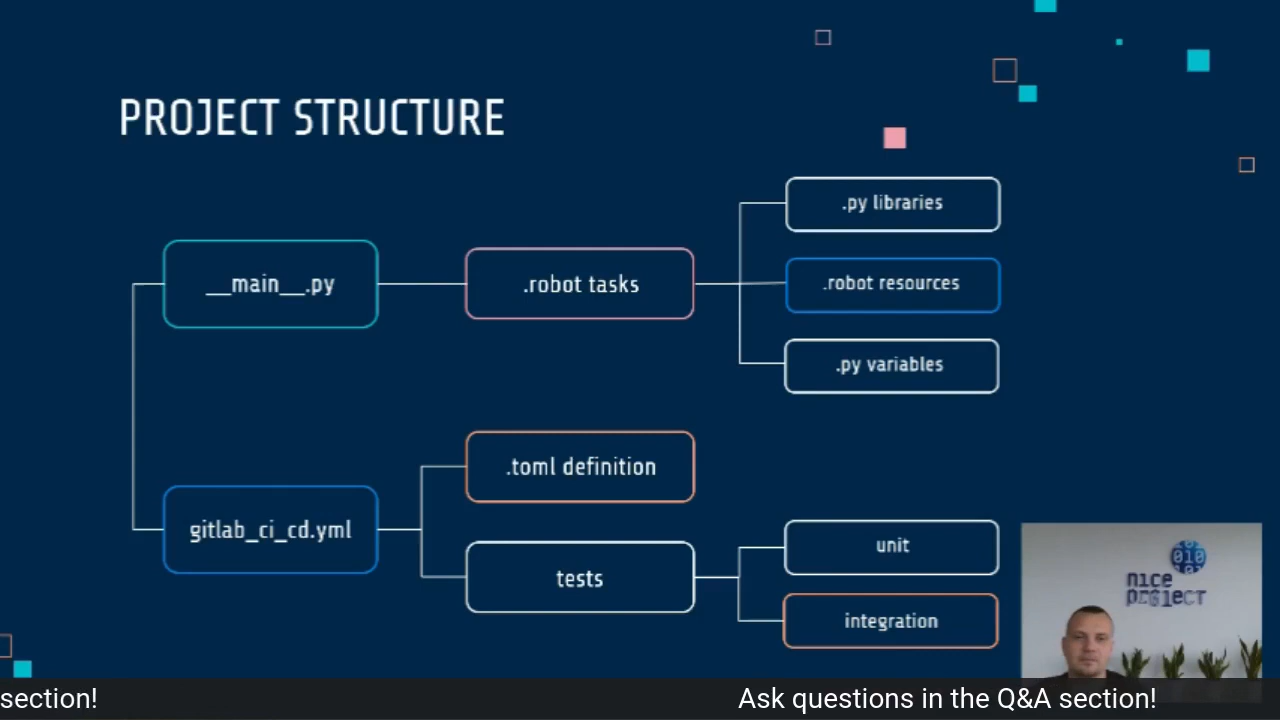 PROJECT STRUCTURE
.py libraries
__main__.py
.robot tasks
.robot resources
.py variables
.toml definition
gitlab_ci_cd.yml
tests
unit
integration
010
nice
project
section!
Ask questions in the Q&A section!